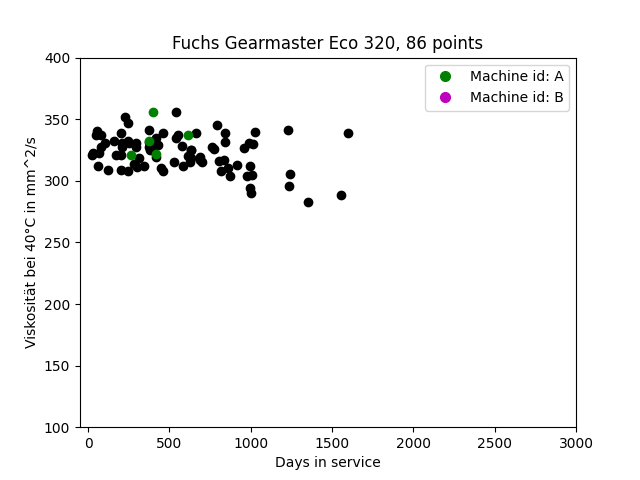 Fuchs Gearmaster Eco 320, 86 points
Machine id: A
Machine id: B
Viskosität bei 40°C in mm^2/s
400
350
300
250
200
150
100
0 500 1000 1500 2000 2500 3000
Days in service